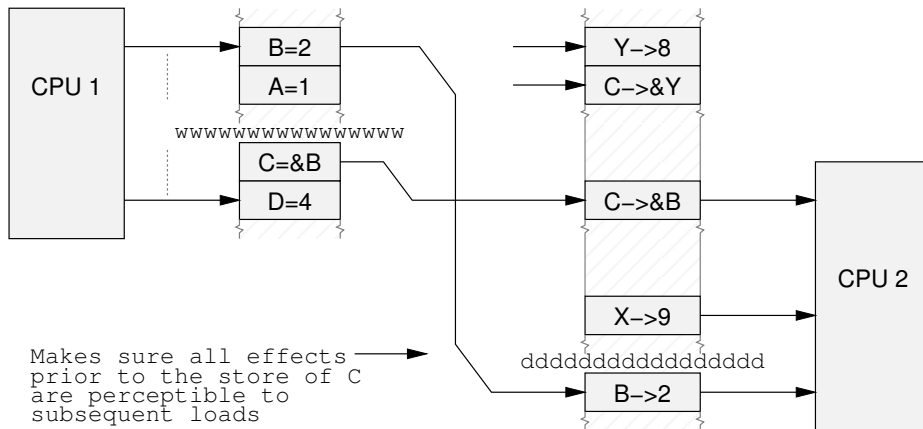 CPU 1
B=2
A=1
wwwwwwwwwwwwwwww
C=&B
D=4
Y->8
C->&Y
C->&B
X->9
ddddddddddddddddd
B->2
CPU 2
Makes sure all effects
prior to the store of C
are perceptible to
subsequent loads